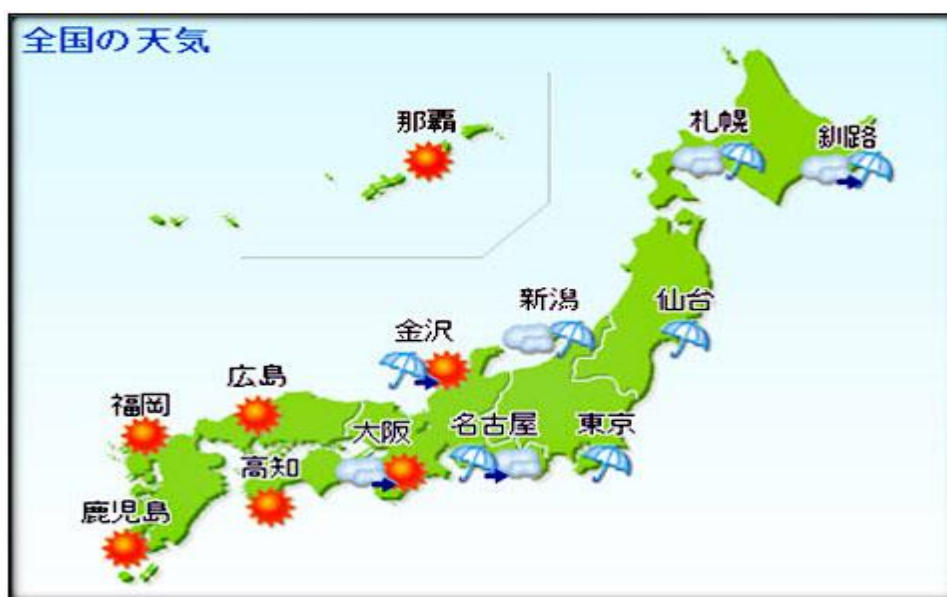 全国の天気
那覇
札幌
釧路
新潟
仙台
金沢
広島
福岡
大阪
名古屋
東京
高知
鹿児島